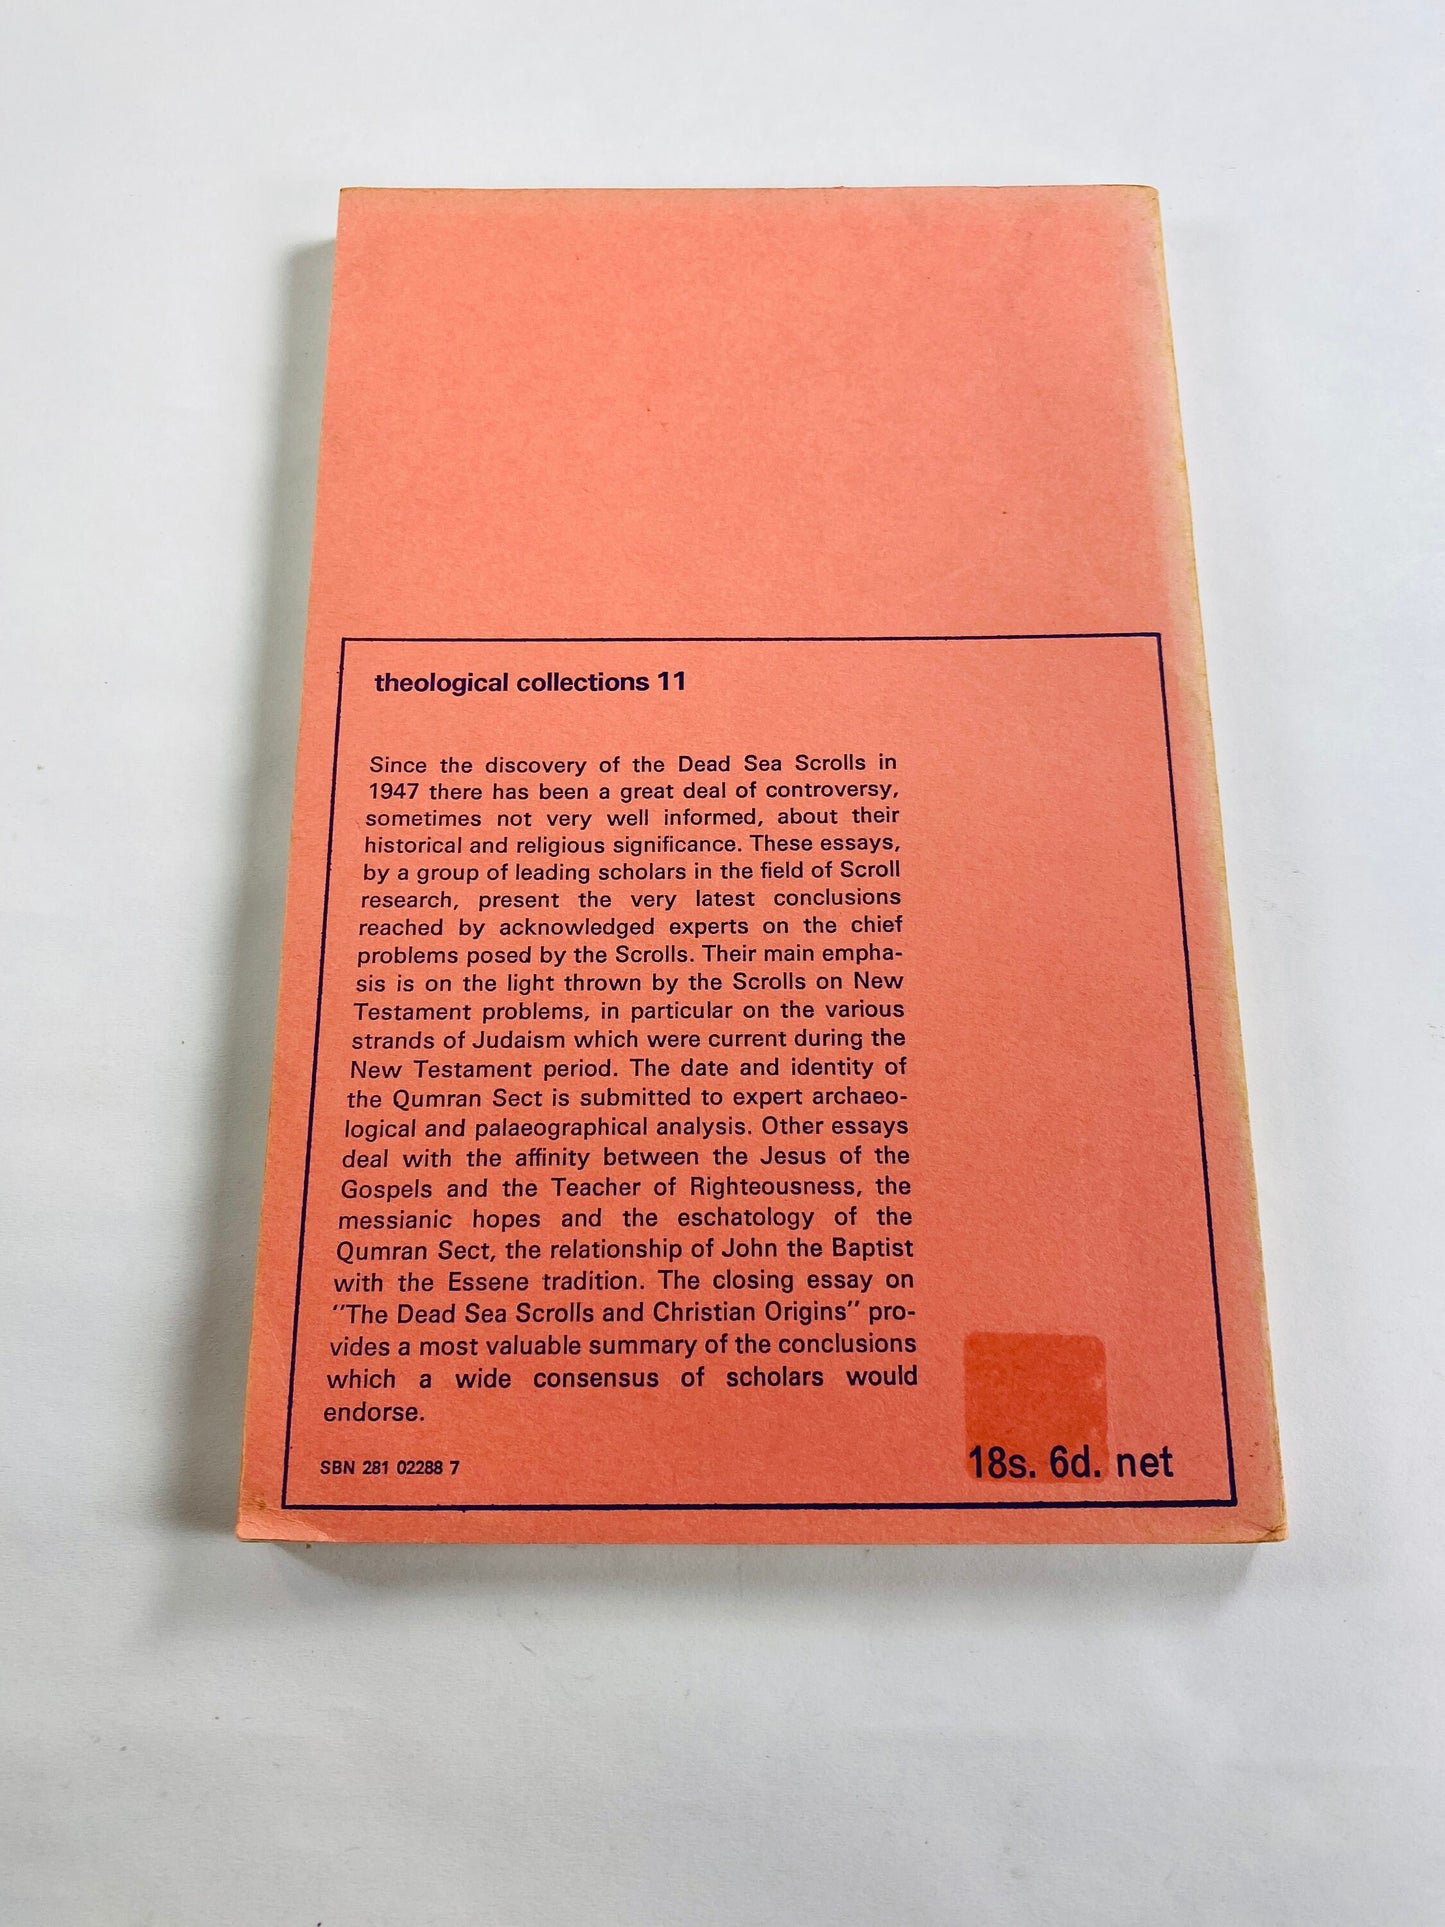 theological collections 11
Since the discovery of the Dead Sea Scrolls in
1947 there has been a great deal of controversy,
sometimes not very well informed, about their
historical and religious significance. These essays,
by a group of leading scholars in the field of Scroll
research, present the very latest conclusions
reached by acknowledged experts on the chief
problems posed by the Scrolls. Their main empha-
sis is on the light thrown by the Scrolls on New
Testament problems, in particular on the various
strands of Judaism which were current during the
New Testament period. The date and identity of
the Qumran Sect is submitted to expert archaeo-
logical and palaeographical analysis. Other essays
deal with the affinity between the Jesus of the
Gospels and the Teacher of Righteousness, the
messianic hopes and the eschatology of the
Qumran Sect, the relationship of John the Baptist
with the Essene tradition. The closing essay on
"The Dead Sea Scrolls and Christian Origins" pro-
vides a most valuable summary of the conclusions
which a wide consensus of scholars would
endorse.
SBN 281 02288 7
18s. 6d. net